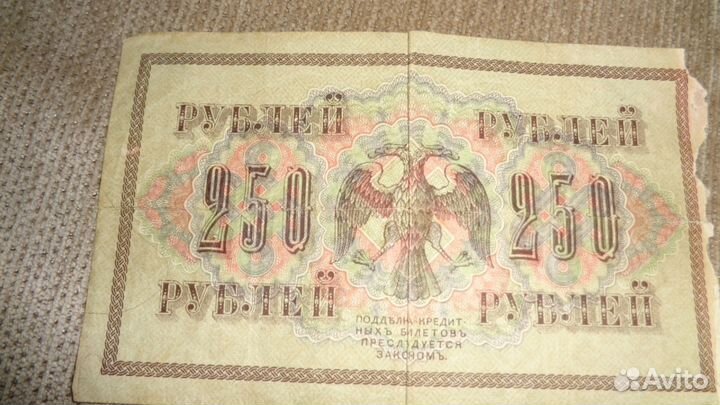 РУБЛЕЙ РУБЛЕЙ
250 250
РУБЛЕЙ РУБЛЕЙ
ПОДДѢЛКА КРЕДИТ-
НЫХЪ БИЛЕТОВЪ
ПРЕСЛѢДУЕТСЯ
ЗАКОНОМЪ.
Avito